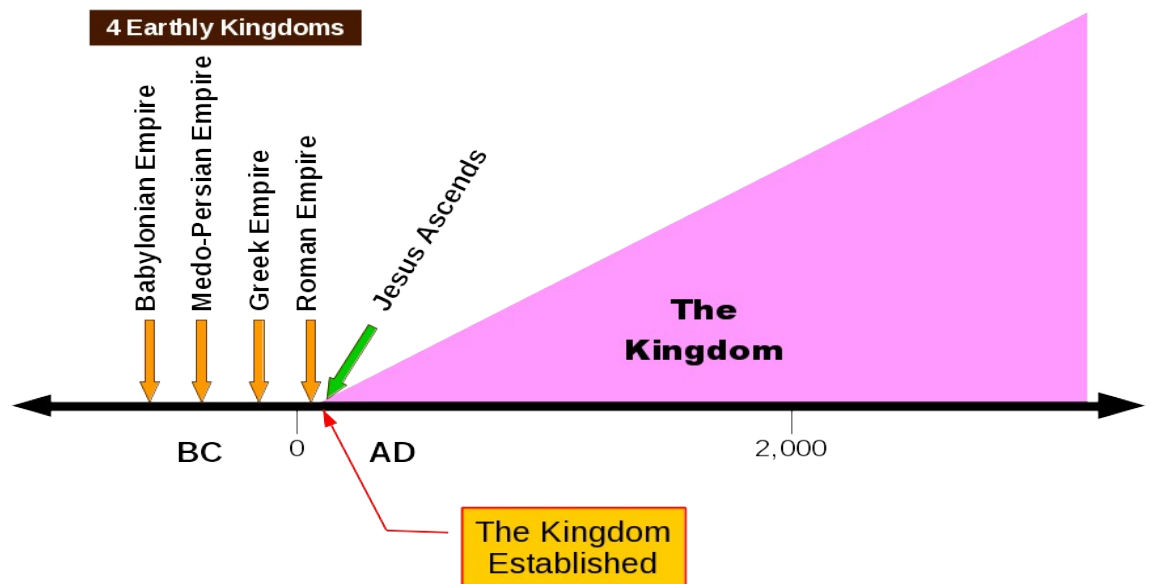 4 Earthly Kingdoms
Babylonian Empire
Medo-Persian Empire
Greek Empire
Roman Empire
Jesus Ascends
The
Kingdom
BC
0
AD
2,000
The Kingdom
Established